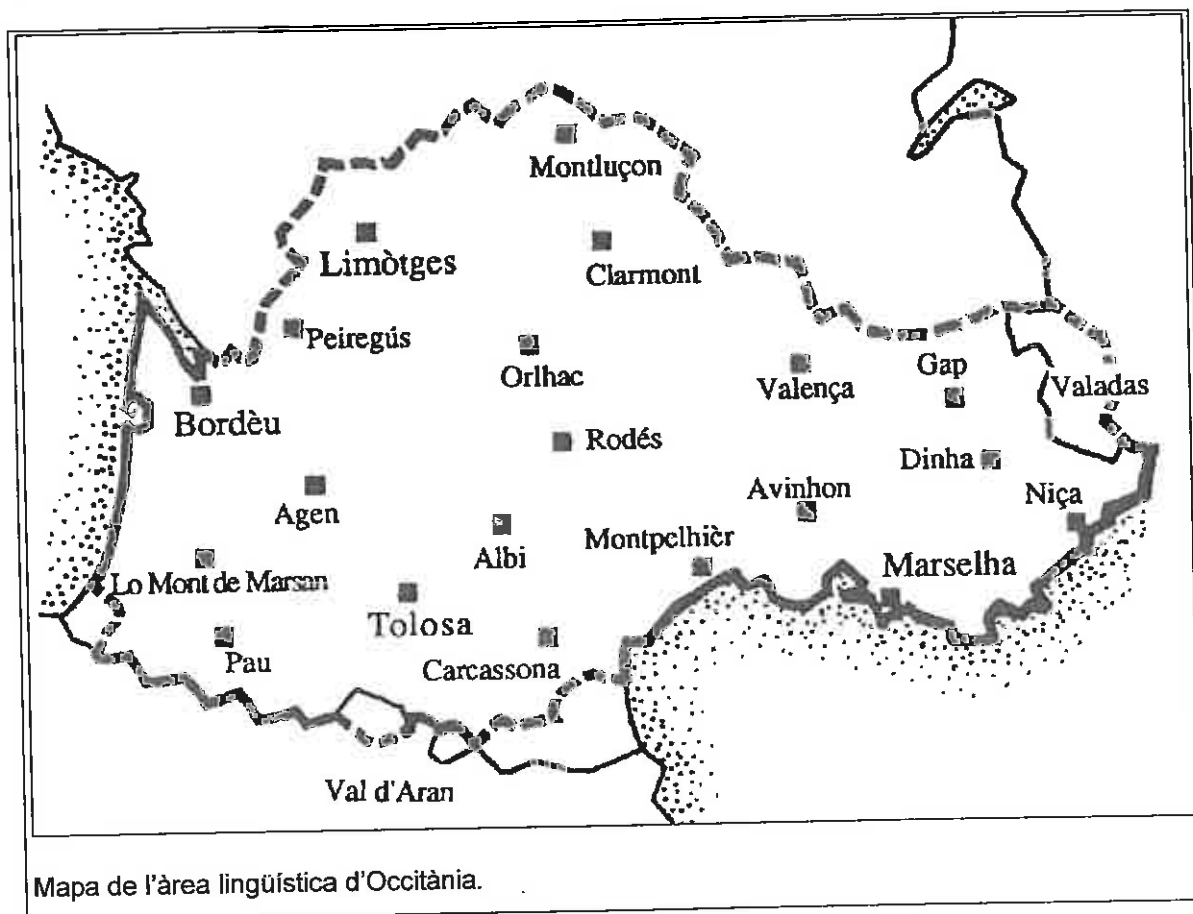 Montluçon
Limòtges
Clarmont
Peiregús
Orlhac
Valença
Gap
Valadas
Bordèu
Rodés
Dinha
Agen
Avinhon
Niça
Albi
Montpelhièr
Lo Mont de Marsan
Marselha
Tolosa
Pau
Carcassona
Val d'Aran
Mapa de l'àrea lingüística d'Occitània.